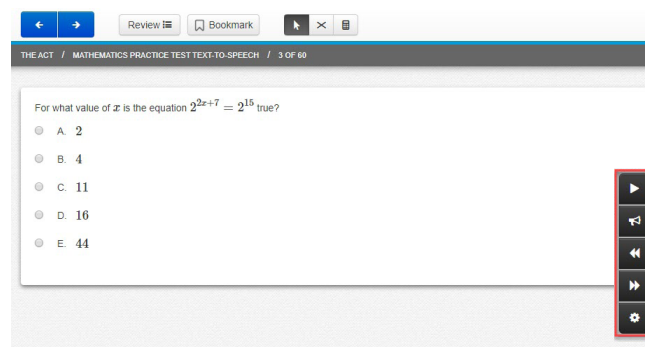 Review Bookmark
THE ACT / MATHEMATICS PRACTICE TEST TEXT-TO-SPEECH / 3 OF 60
For what value of x is the equation 2^{2x+7} = 2^{15} true?
A. 2
B. 4
C. 11
D. 16
E. 44